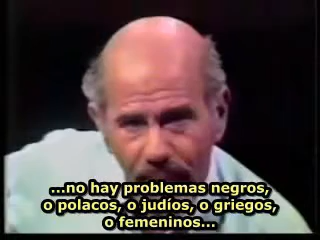 ...no hay problemas negros,
o polacos, o judíos, o griegos,
o femeninos...